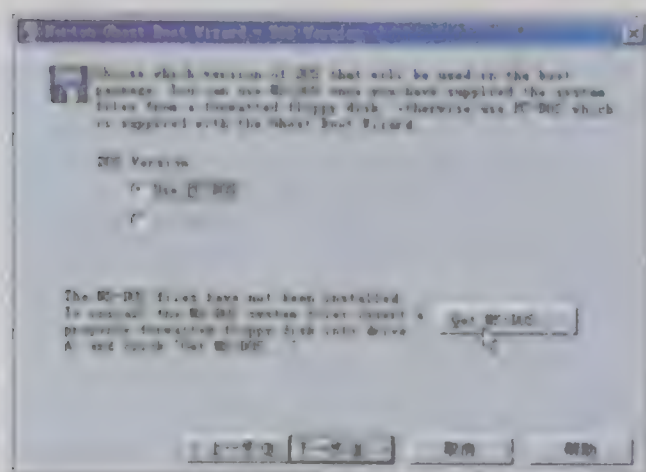 Norton Ghost Boot Wizard - DOS Version
Choose which version of DOS that will be used in the boot
package. You can use MS-DOS once you have supplied the system
files from a formatted floppy disk, otherwise use PC-DOS which
is supplied with the Ghost Boot Wizard
DOS Version
Use PC-DOS
The MS-DOS files have not been installed
To install the MS-DOS system files insert a
properly formatted floppy disk into drive
A: and click "Get MS-DOS"
Get MS-DOS
取消
帮助